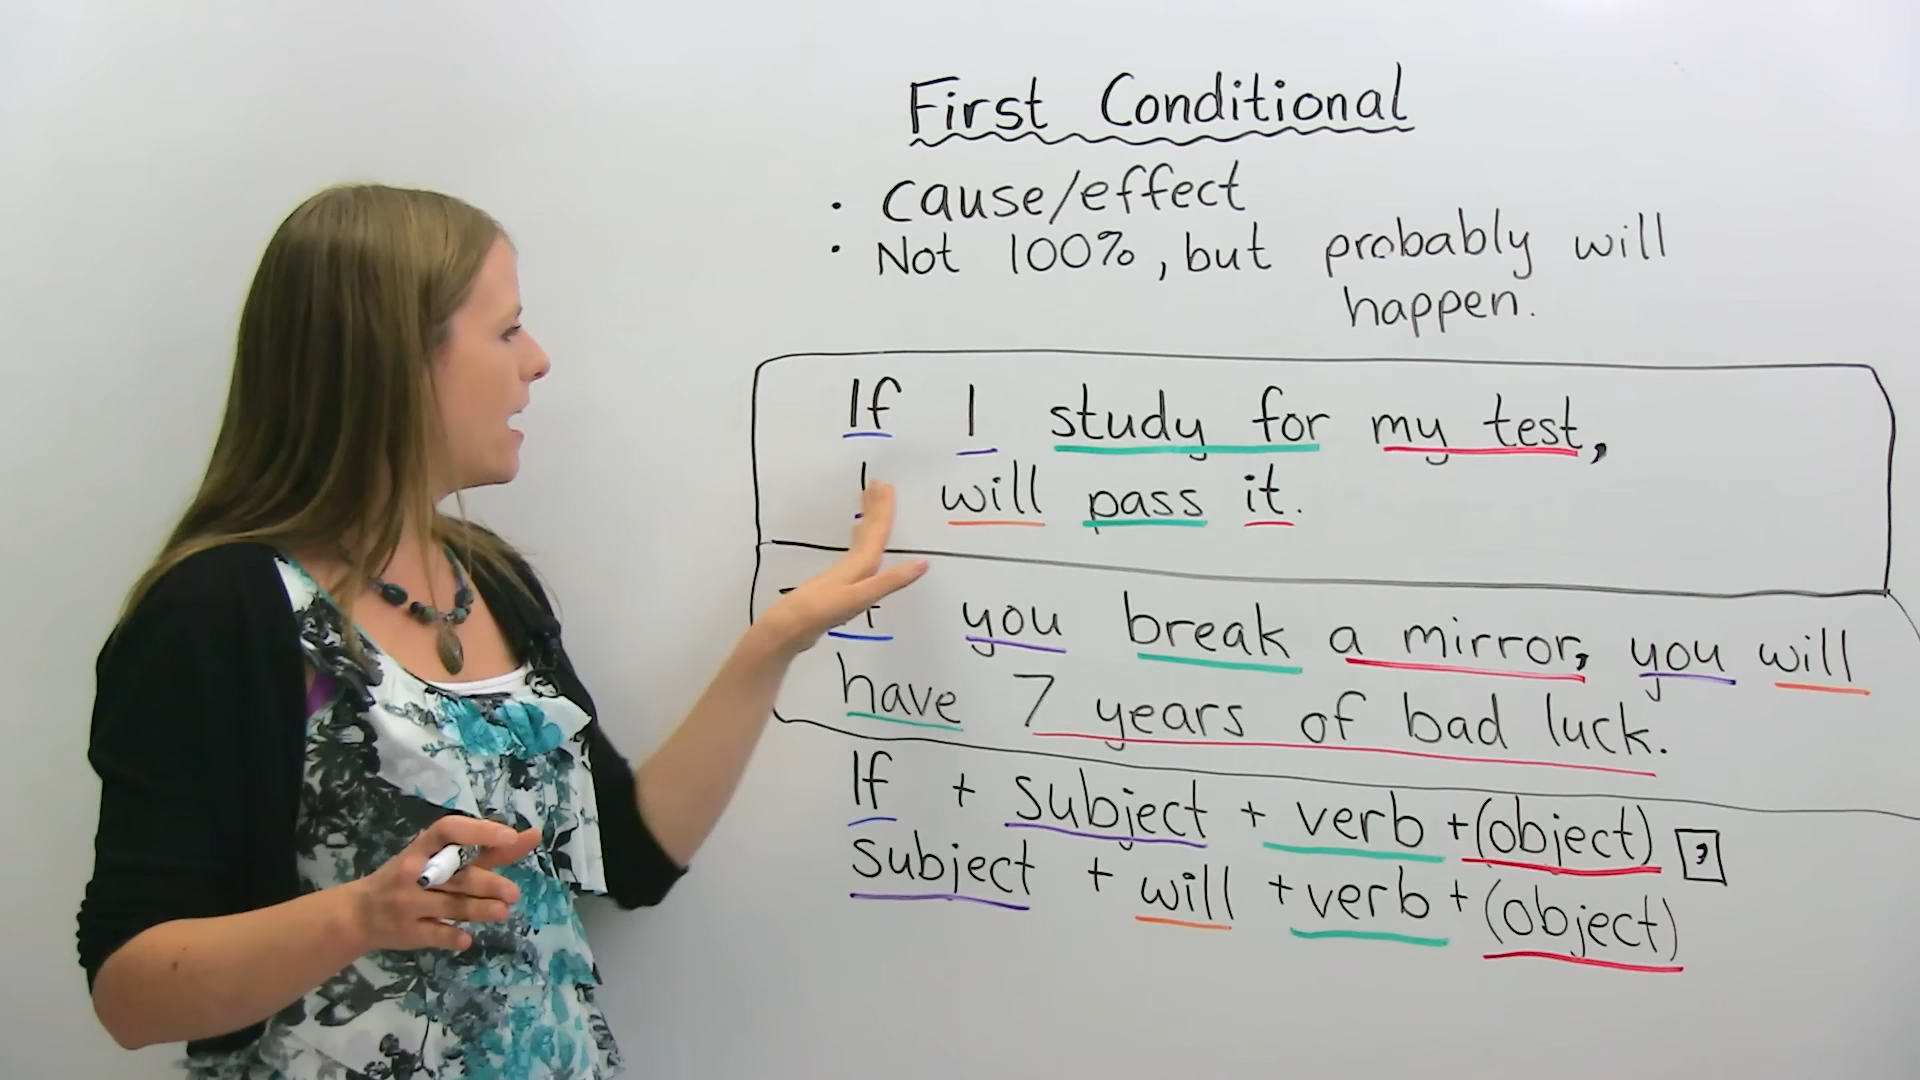 First Conditional
• cause/effect
• Not 100%, but probably will
happen.
If I study for my test,
I will pass it.
If you break a mirror, you will
have 7 years of bad luck.
If + subject + verb +(object) ,
subject + will + verb + (object)